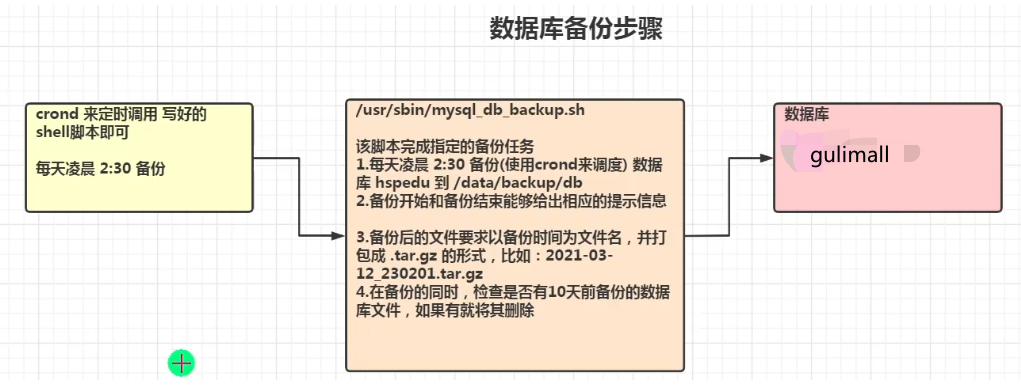 数据库备份步骤
crond 来定时调用 写好的
shell脚本即可
每天凌晨 2:30 备份
/usr/sbin/mysql_db_backup.sh
该脚本完成指定的备份任务
1.每天凌晨 2:30 备份(使用crond来调度) 数据
库 hspedu 到 /data/backup/db
2.备份开始和备份结束能够给出相应的提示信息
3.备份后的文件要求以备份时间为文件名，并打
包成 .tar.gz 的形式，比如：2021-03-
12_230201.tar.gz
4.在备份的同时，检查是否有10天前备份的数据
库文件，如果有就将其删除
数据库
gulimall